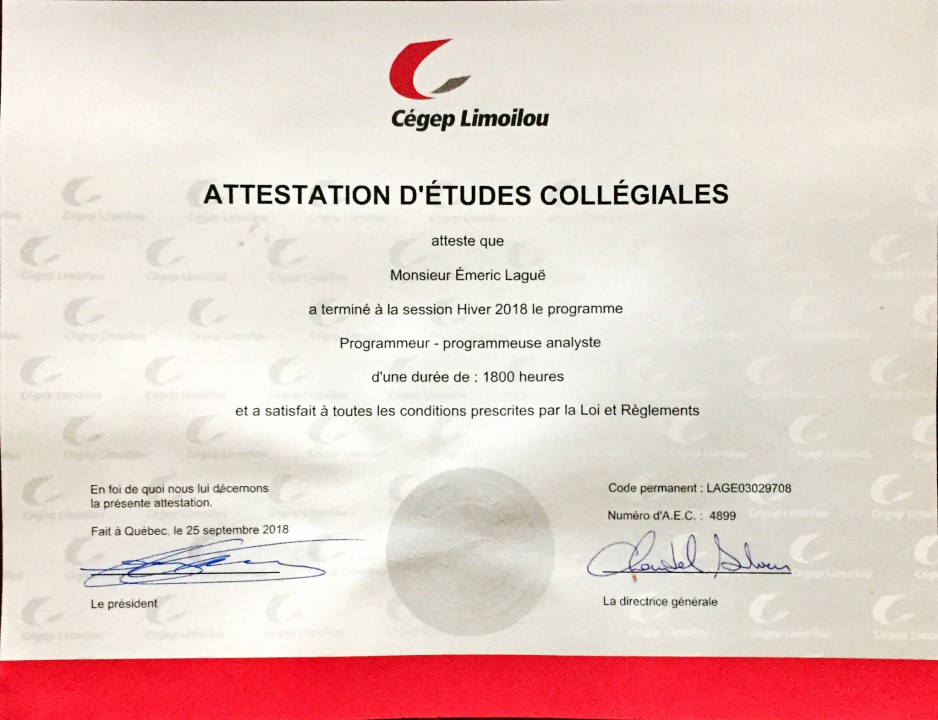 Cégep Limoilou
ATTESTATION D'ÉTUDES COLLÉGIALES
atteste que
Monsieur Émeric Laguë
a terminé à la session Hiver 2018 le programme
Programmeur - programmeuse analyste
d'une durée de : 1800 heures
et a satisfait à toutes les conditions prescrites par la Loi et Règlements
En foi de quoi nous lui décernons
la présente attestation.
Fait à Québec, le 25 septembre 2018
Le président
Code permanent : LAGE03029708
Numéro d'A.E.C. : 4899
La directrice générale